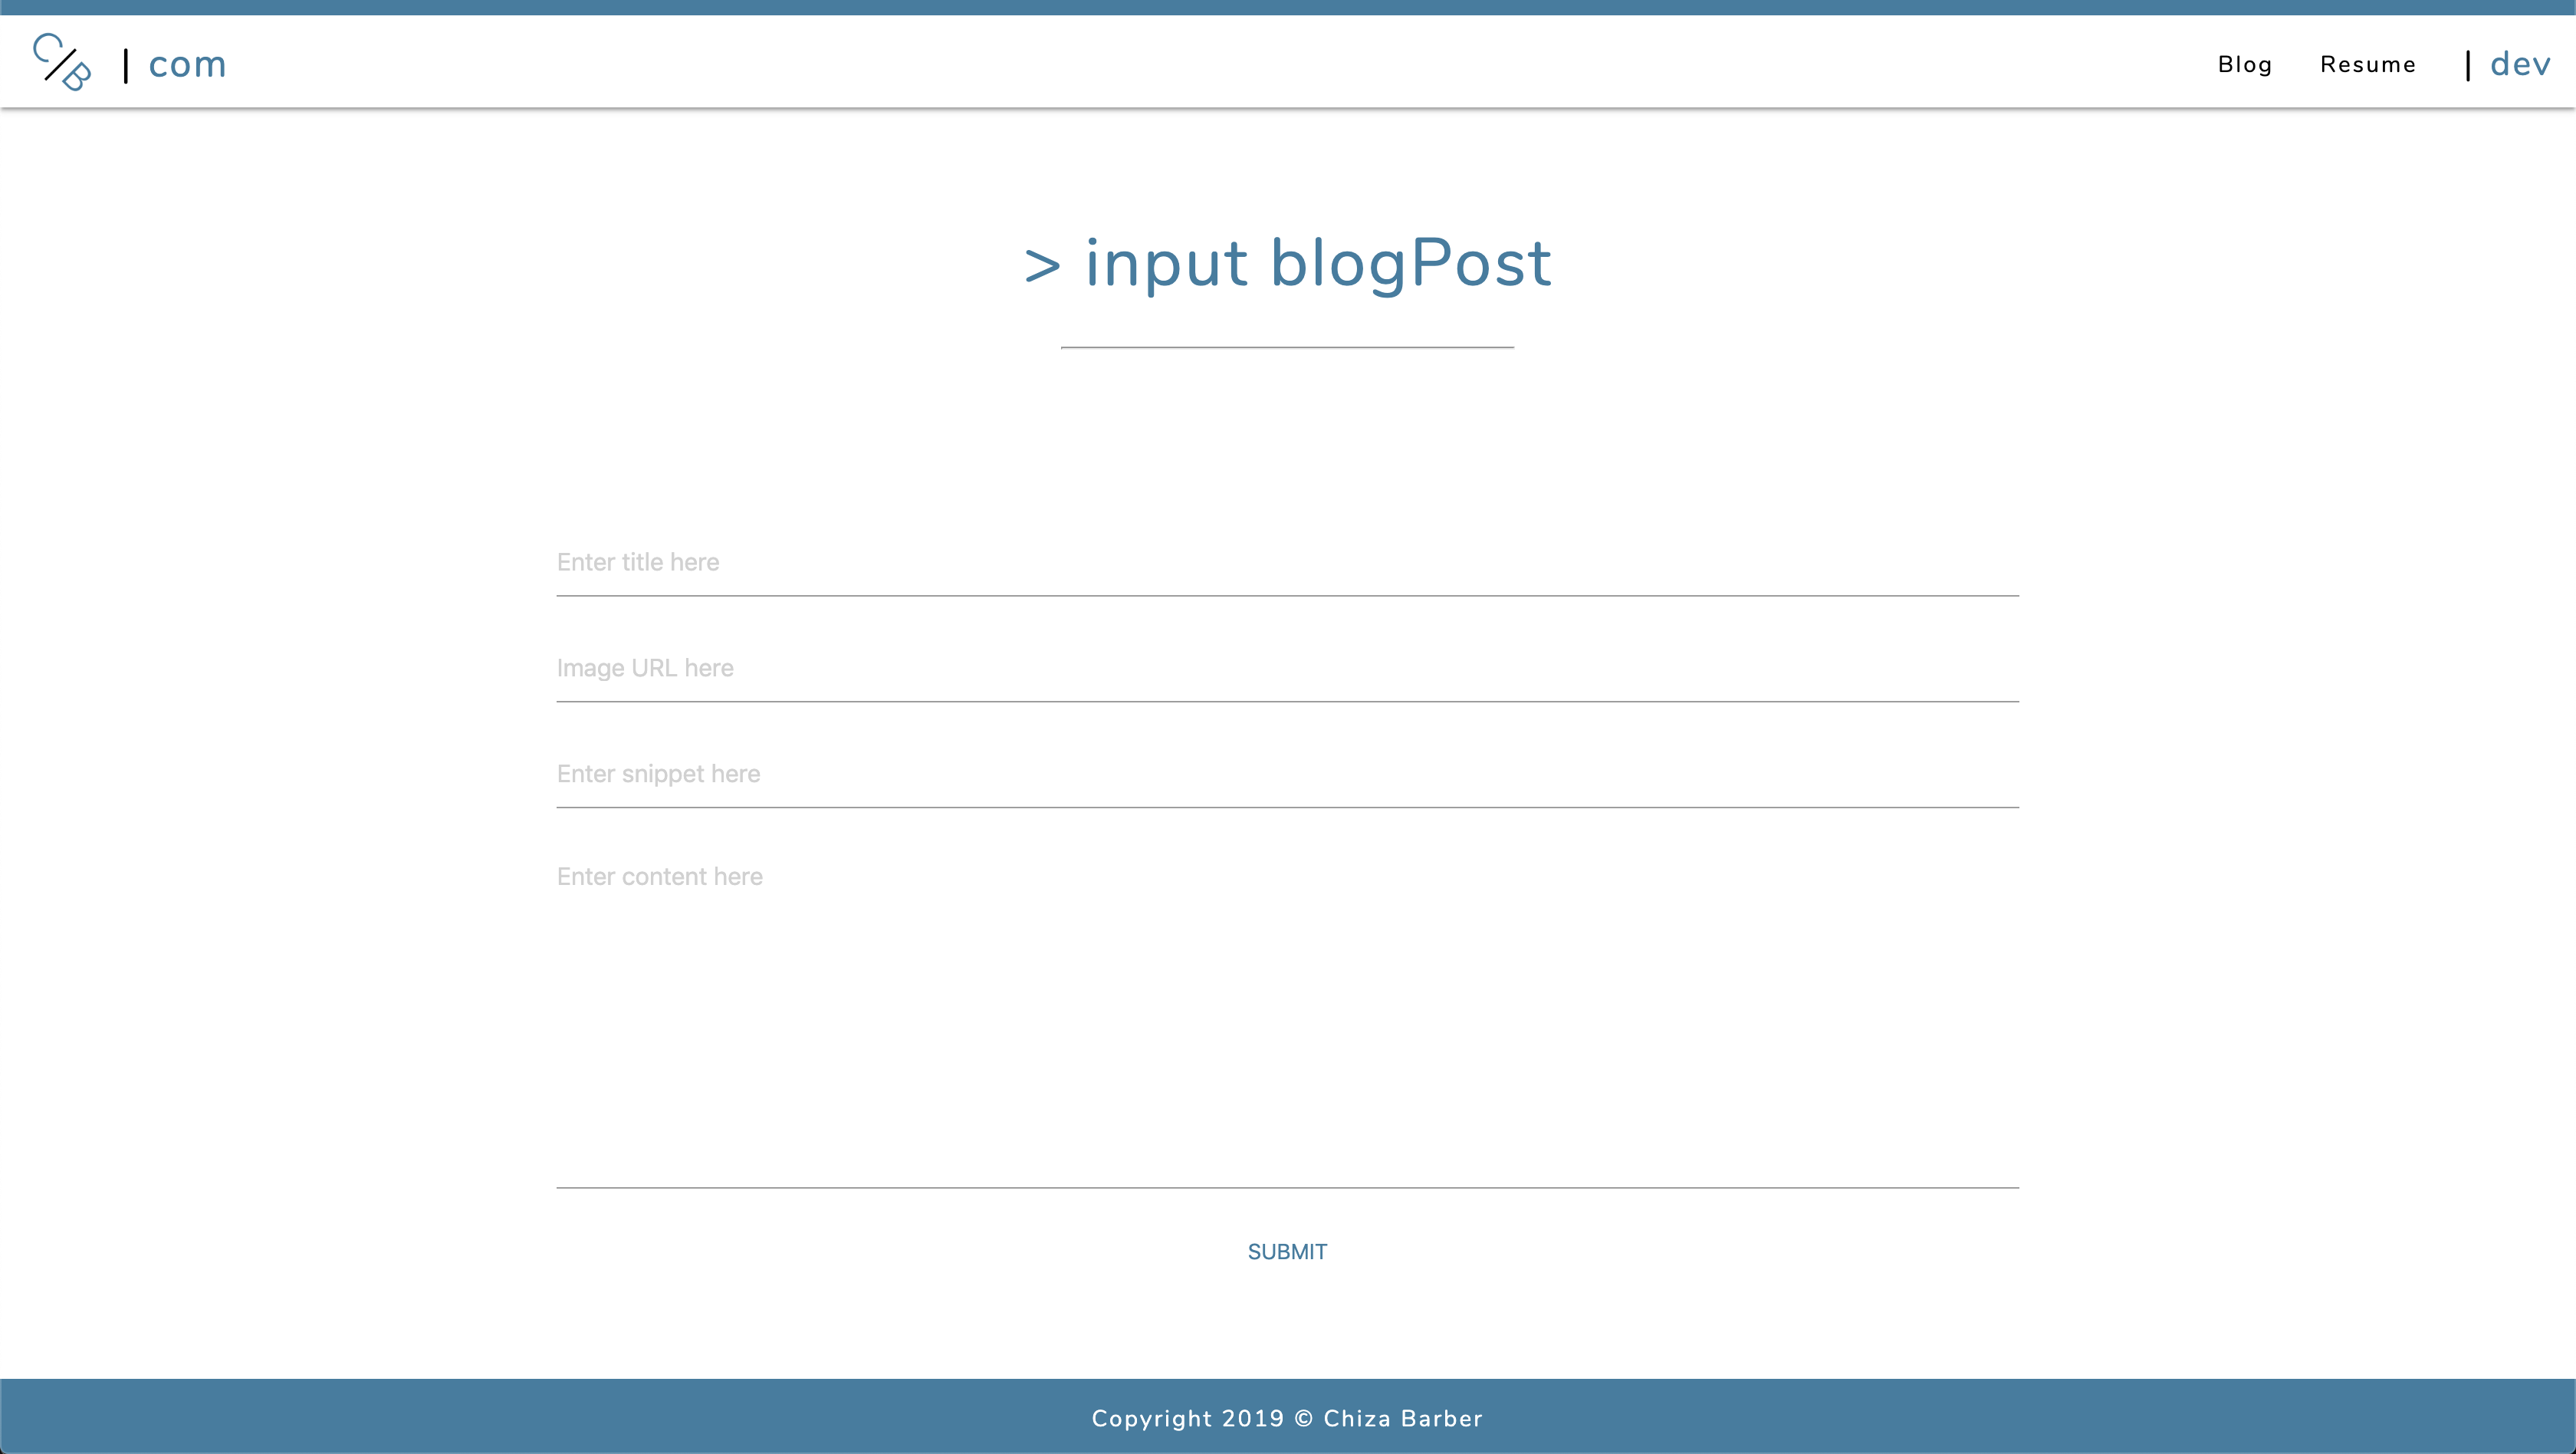 C/B | com
Blog Resume | dev
> input blogPost
Enter title here
Image URL here
Enter snippet here
Enter content here
SUBMIT
Copyright 2019 © Chiza Barber